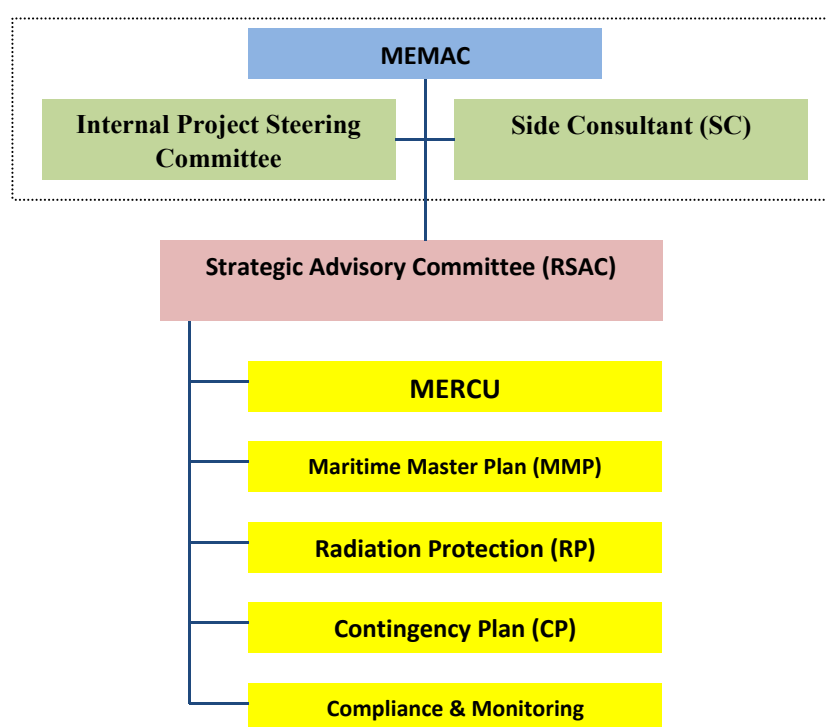 MEMAC
Internal Project Steering
Committee
Side Consultant (SC)
Strategic Advisory Committee (RSAC)
MERCU
Maritime Master Plan (MMP)
Radiation Protection (RP)
Contingency Plan (CP)
Compliance & Monitoring